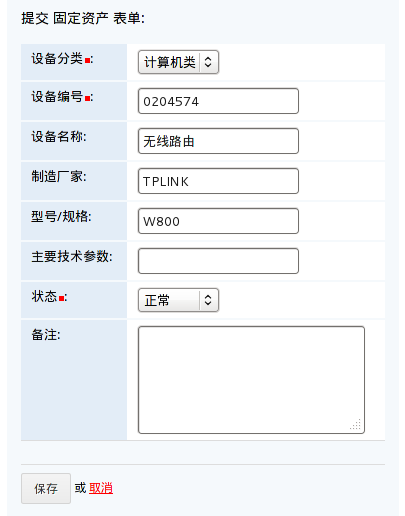 提交 固定资产 表单:
设备分类: 计算机类
设备编号: 0204574
设备名称: 无线路由
制造厂家: TPLINK
型号/规格: W800
主要技术参数:
状态: 正常
备注:
保存 或 取消